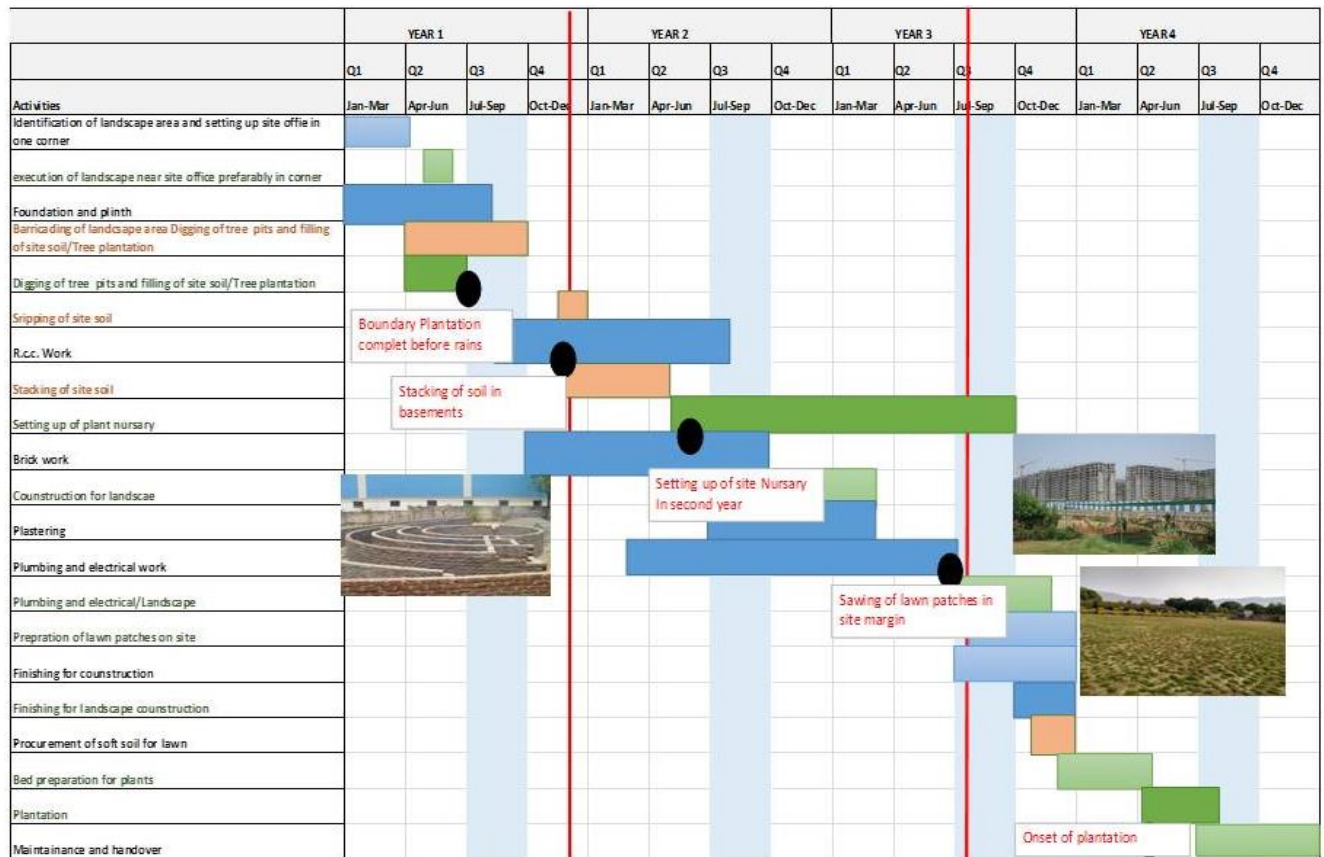 YEAR 1 YEAR 2 YEAR 3 YEAR4
Q1 Q2 Q3 Q4 Q1 Q2 Q3 Q4 Q1 Q2 Q3 Q4 Q1 Q2 Q3 Q4
Activities Jan-Mar Apr-Jun Jul-Sep Oct-Dec Jan-Mar Apr-Jun Jul-Sep Oct-Dec Jan-Mar Apr-Jun Jul-Sep Oct-Dec Jan-Mar Apr-Jun Jul-Sep Oct-Dec
Identification of landscape area and setting up site offie in
one corner
execution of landscape near site office prefarably in corner
Foundation and plinth
Barricading of landcsape area Digging of tree pits and filling
of site soil/Tree plantation
Digging of tree pits and filling of site soil/Tree plantation
Sripping of site soil
Boundary Plantation
complet before rains
R.c.c. Work
Stacking of site soil
Stacking of soil in
basements
Setting up of plant nursery
Brick work
Counstruction for landscae
Setting up of site Nursary
In second year
Plastering
Plumbing and electrical work
Plumbing and electrical/Landscape
Sawing of lawn patches in
site margin
Prepration of lawn patches on site
Finishing for counstruction
Finishing for landscape counstruction
Procurement of soft soil for lawn
Bed preparation for plants
Plantation
Onset of plantation
Maintainance and handover